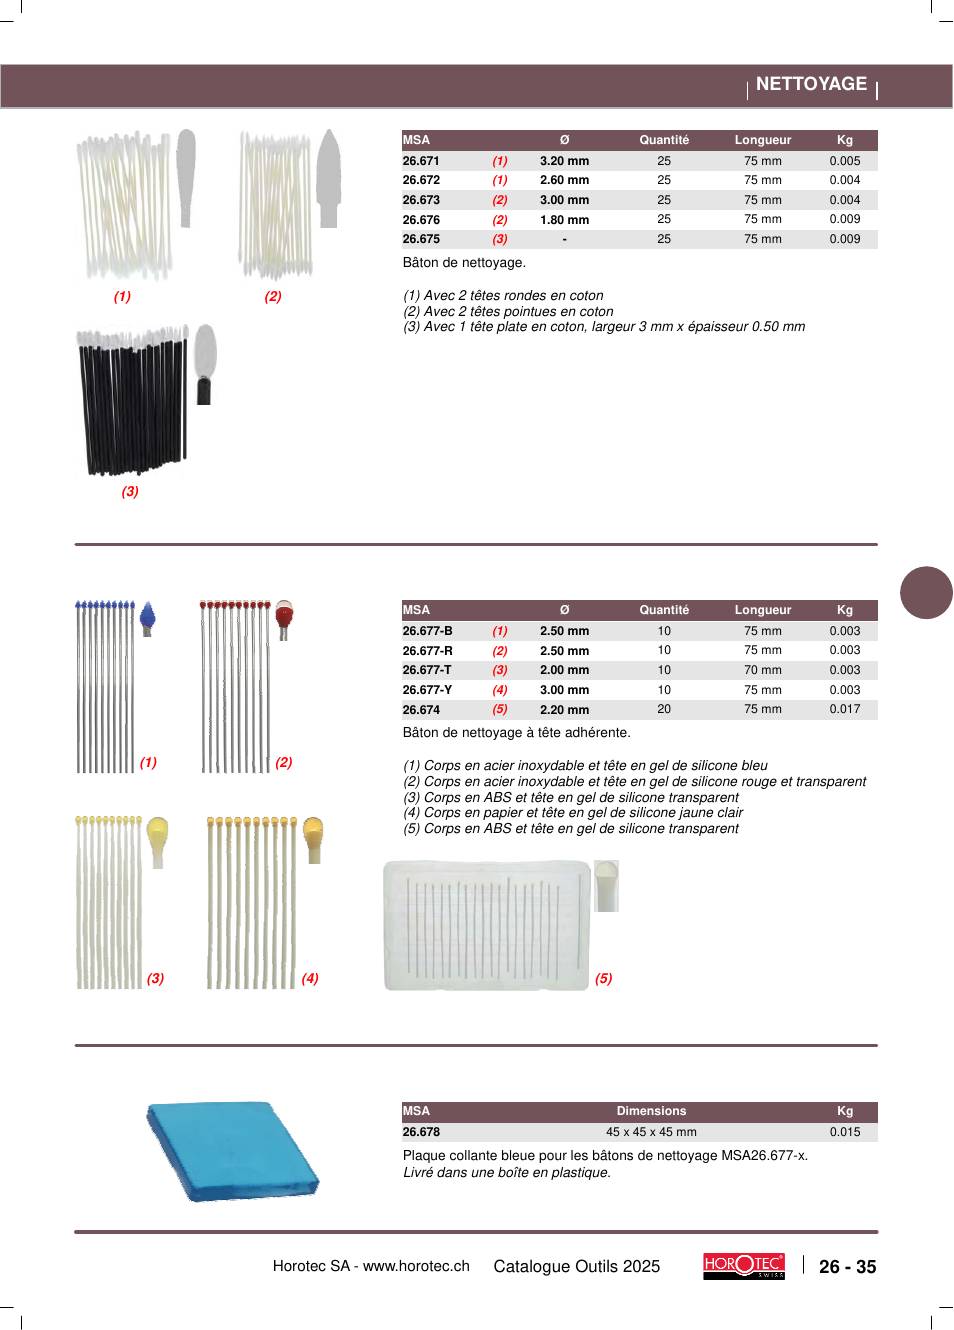 NETTOYAGE
MSA Ø Quantité Longueur Kg
26.671 (1) 3.20 mm 25 75 mm 0.005
26.672 (1) 2.60 mm 25 75 mm 0.004
26.673 (2) 3.00 mm 25 75 mm 0.004
26.676 (2) 1.80 mm 25 75 mm 0.009
26.675 (3) - 25 75 mm 0.009
Bâton de nettoyage.
(1) Avec 2 têtes rondes en coton
(2) Avec 2 têtes pointues en coton
(3) Avec 1 tête plate en coton, largeur 3 mm x épaisseur 0.50 mm
(1) (2)
(3)
MSA Ø Quantité Longueur Kg
26.677-B (1) 2.50 mm 10 75 mm 0.003
26.677-R (2) 2.50 mm 10 75 mm 0.003
26.677-T (3) 2.00 mm 10 70 mm 0.003
26.677-Y (4) 3.00 mm 10 75 mm 0.003
26.674 (5) 2.20 mm 20 75 mm 0.017
Bâton de nettoyage à tête adhérente.
(1) Corps en acier inoxydable et tête en gel de silicone bleu
(2) Corps en acier inoxydable et tête en gel de silicone rouge et transparent
(3) Corps en ABS et tête en gel de silicone transparent
(4) Corps en papier et tête en gel de silicone jaune clair
(5) Corps en ABS et tête en gel de silicone transparent
(1) (2)
(3) (4) (5)
MSA Dimensions Kg
26.678 45 x 45 x 45 mm 0.015
Plaque collante bleue pour les bâtons de nettoyage MSA26.677-x.
Livré dans une boîte en plastique.
Horotec SA - www.horotec.ch Catalogue Outils 2025 HOROTEC® SWISS 26 - 35